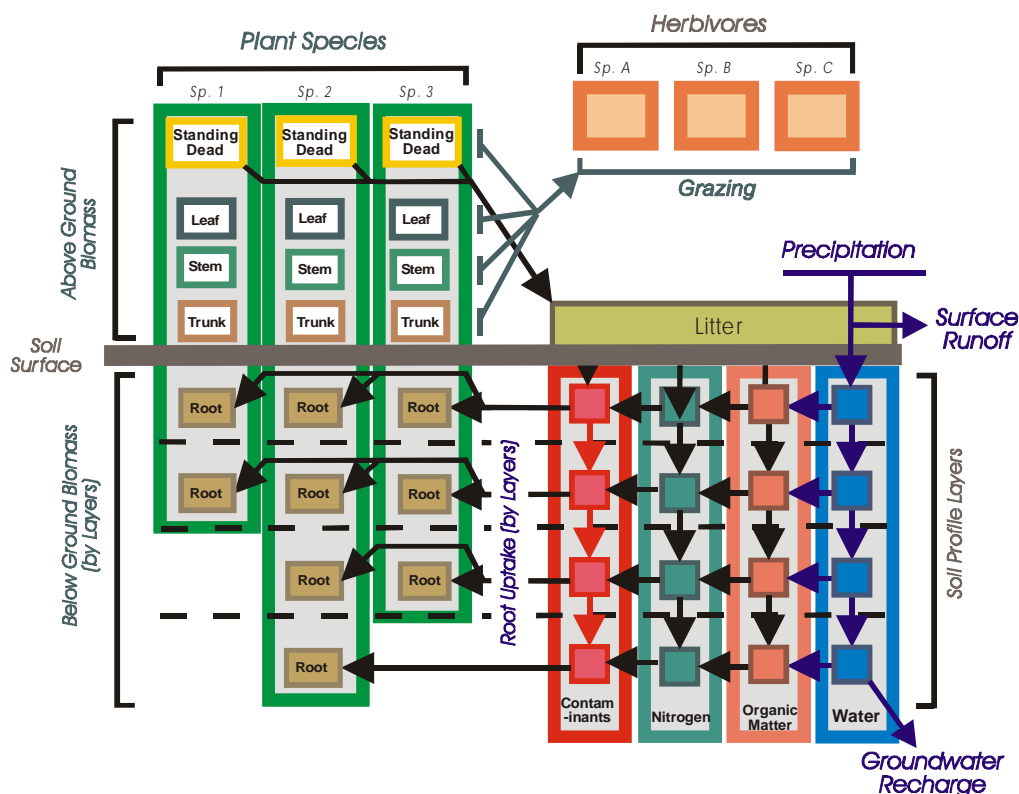 Plant Species
Herbivores
Sp. 1
Sp. 2
Sp. 3
Sp. A
Sp. B
Sp. C
Above Ground
Biomass
Standing
Dead
Standing
Dead
Standing
Dead
Grazing
Leaf
Leaf
Leaf
Stem
Stem
Stem
Trunk
Trunk
Trunk
Precipitation
Litter
Surface
Runoff
Soil
Surface
Below Ground Biomass
(by Layers)
Root
Root
Root
Root
Root
Root
Root
Root
Root
Root Uptake (by Layers)
Soil Profile Layers
Contam
-inants
Nitrogen
Organic
Matter
Water
Groundwater
Recharge